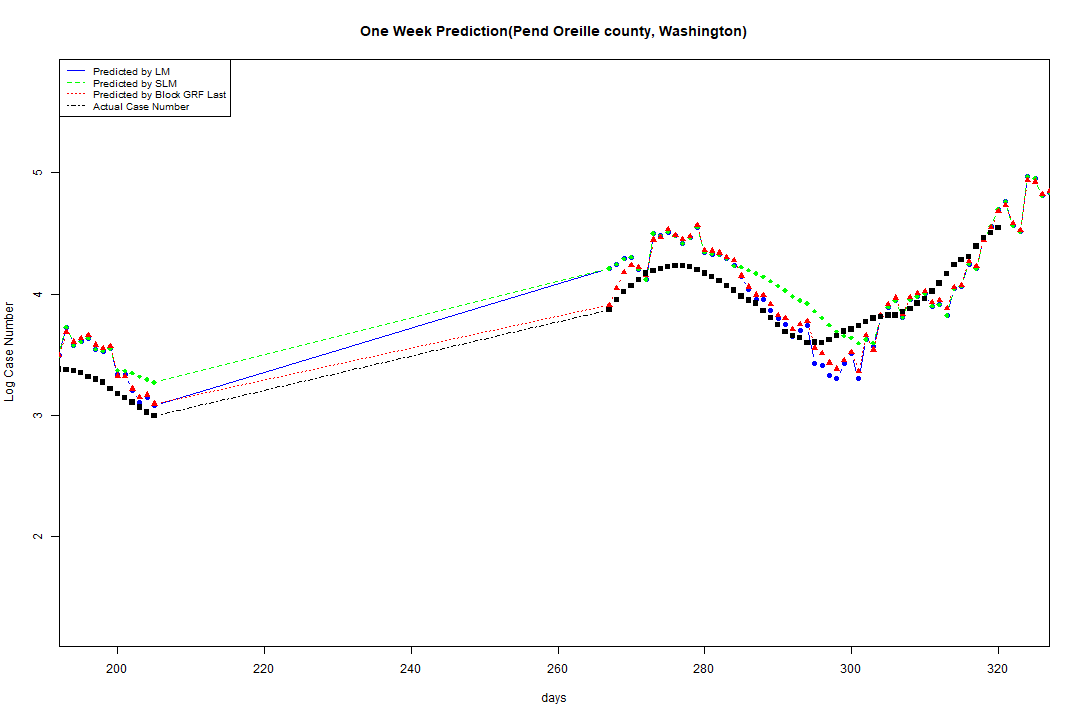 One Week Prediction(Pend Oreille county, Washington)
Predicted by LM
Predicted by SLM
Predicted by Block GRF Last
Actual Case Number
Log Case Number
5
4
3
2
200 220 240 260 280 300 320
days